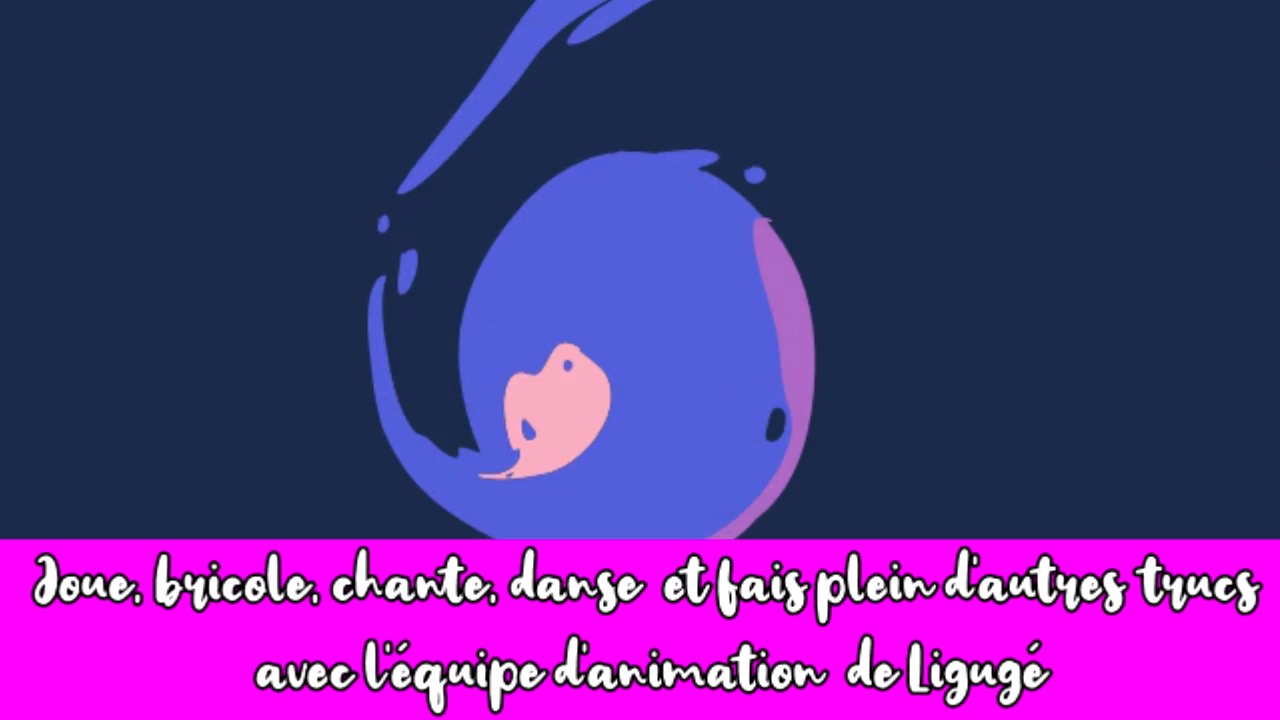 Joue, bricole, chante, danse et fais plein d'autres trucs
avec l'équipe d'animation de Ligugé